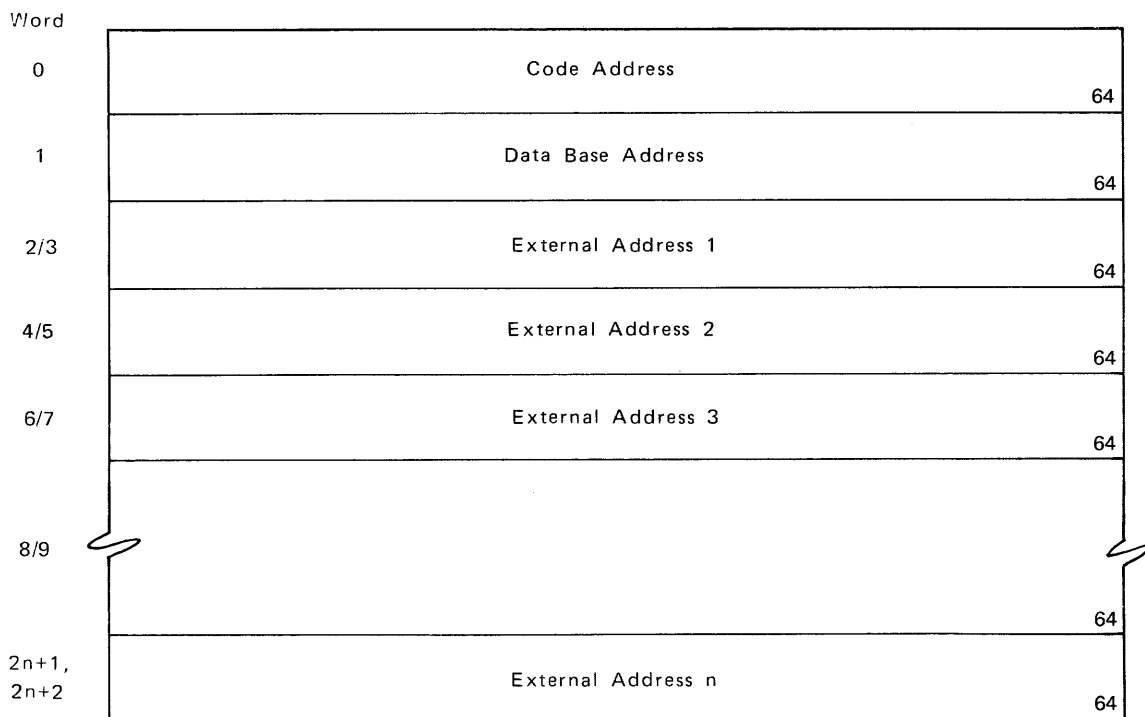 Word
0
Code Address
64
1
Data Base Address
64
2/3
External Address 1
64
4/5
External Address 2
64
6/7
External Address 3
64
8/9
64
2n+1,
2n+2
External Address n
64